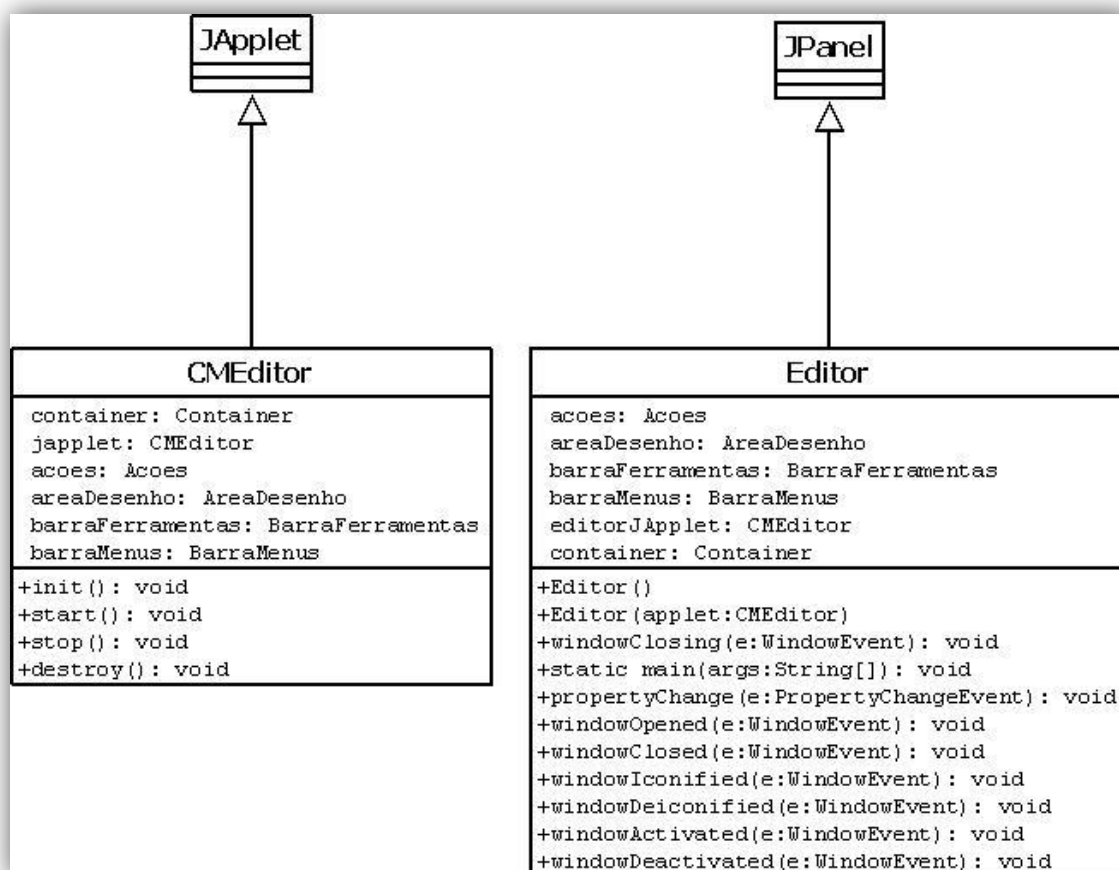 JApplet
JPanel
CMEditor
container: Container
japplet: CMEditor
acoes: Acoes
areaDesenho: AreaDesenho
barraFerramentas: BarraFerramentas
barraMenus: BarraMenus
+init(): void
+start(): void
+stop(): void
+destroy(): void
Editor
acoes: Acoes
areaDesenho: AreaDesenho
barraFerramentas: BarraFerramentas
barraMenus: BarraMenus
editorJApplet: CMEditor
container: Container
+Editor()
+Editor(applet:CMEditor)
+windowClosing(e:WindowEvent): void
+static main(args:String[]): void
+propertyChange(e:PropertyChangeEvent): void
+windowOpened(e:WindowEvent): void
+windowClosed(e:WindowEvent): void
+windowIconified(e:WindowEvent): void
+windowDeiconified(e:WindowEvent): void
+windowActivated(e:WindowEvent): void
+windowDeactivated(e:WindowEvent): void